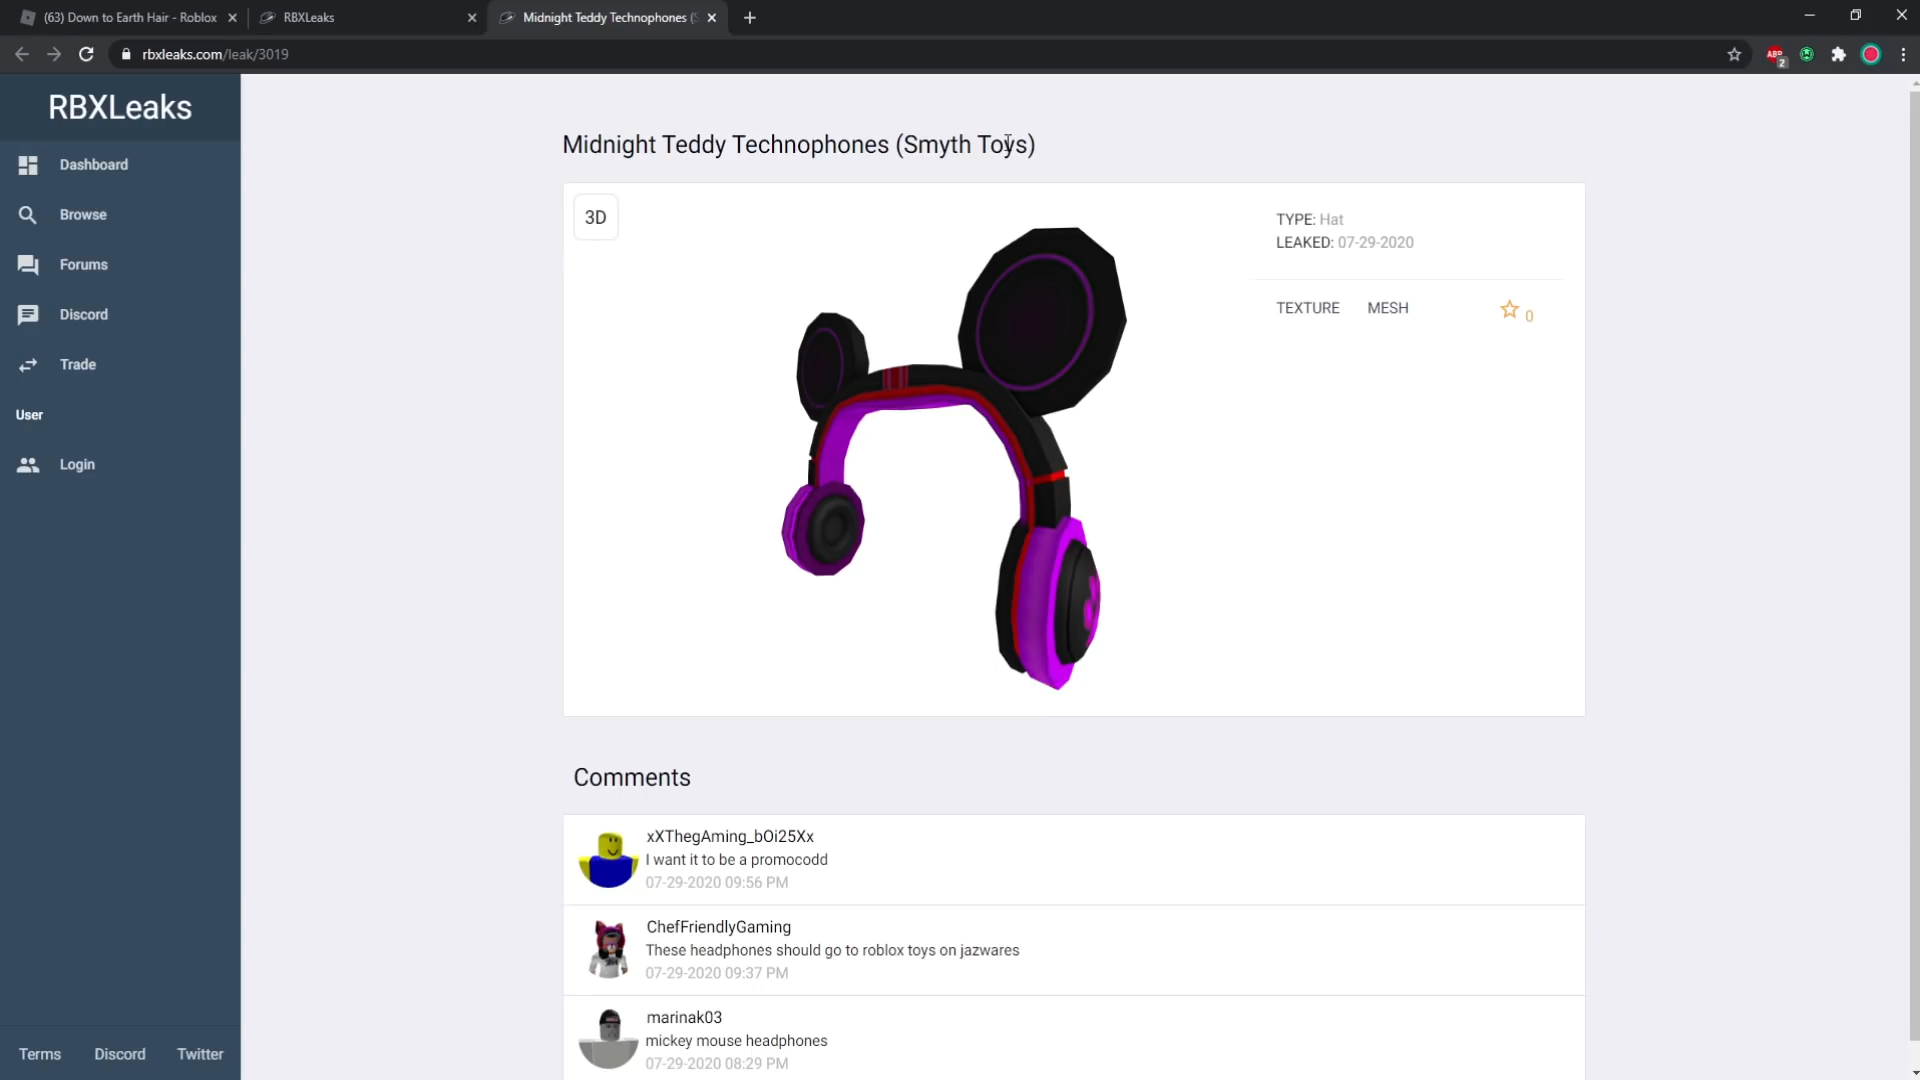 (63) Down to Earth Hair - Roblox
RBXLeaks
Midnight Teddy Technophones (S
rbxleaks.com/leak/3019
ABP
2
RBXLeaks
Dashboard
Browse
Forums
Discord
Trade
User
Login
Terms Discord Twitter
Midnight Teddy Technophones (Smyth Toys)
3D
TYPE: Hat
LEAKED: 07-29-2020
TEXTURE MESH 0
Comments
xXThegAming_bOi25Xx
I want it to be a promocodd
07-29-2020 09:56 PM
ChefFriendlyGaming
These headphones should go to roblox toys on jazwares
07-29-2020 09:37 PM
marinak03
mickey mouse headphones
07-29-2020 08:29 PM